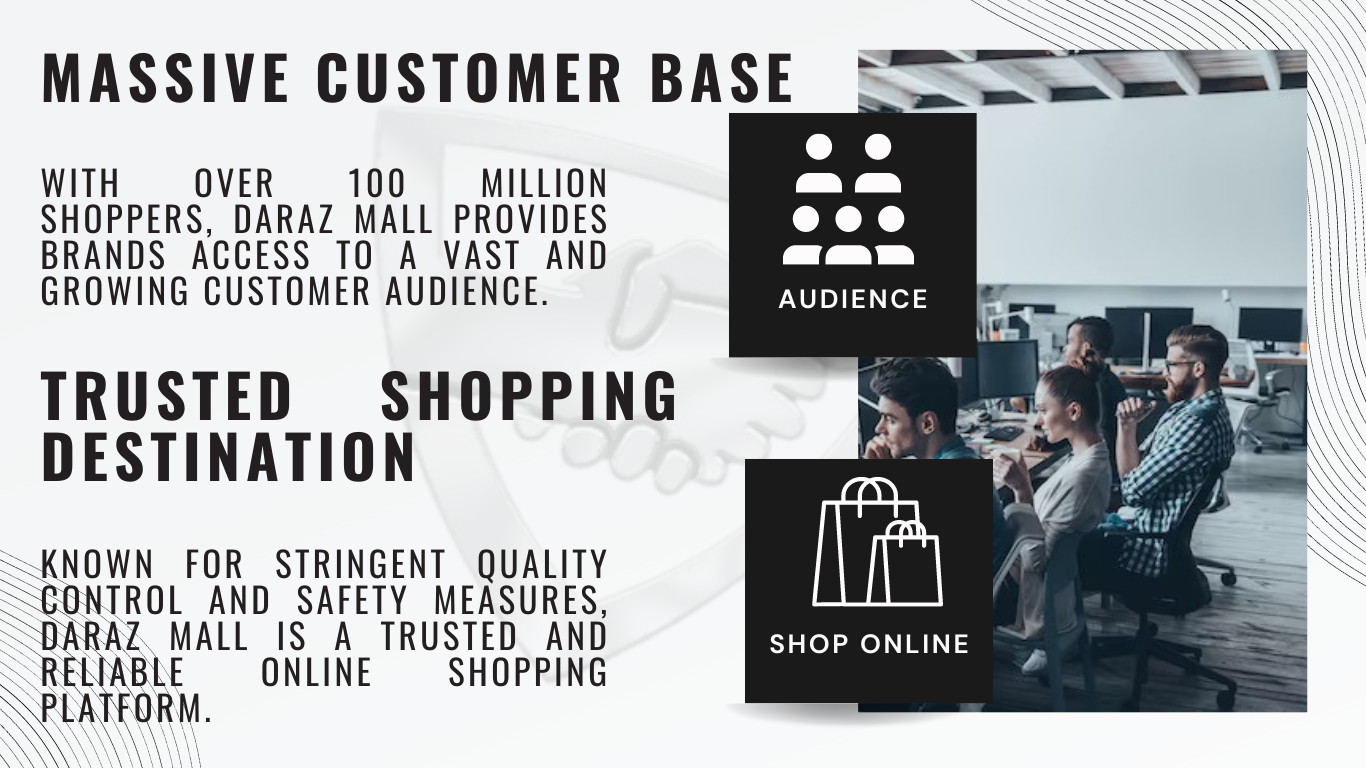 MASSIVE CUSTOMER BASE
WITH OVER 100 MILLION
SHOPPERS, DARAZ MALL PROVIDES
BRANDS ACCESS TO A VAST AND
GROWING CUSTOMER AUDIENCE.
AUDIENCE
TRUSTED SHOPPING
DESTINATION
KNOWN FOR STRINGENT QUALITY
CONTROL AND SAFETY MEASURES,
DARAZ MALL IS A TRUSTED AND
RELIABLE ONLINE SHOPPING
PLATFORM.
SHOP ONLINE